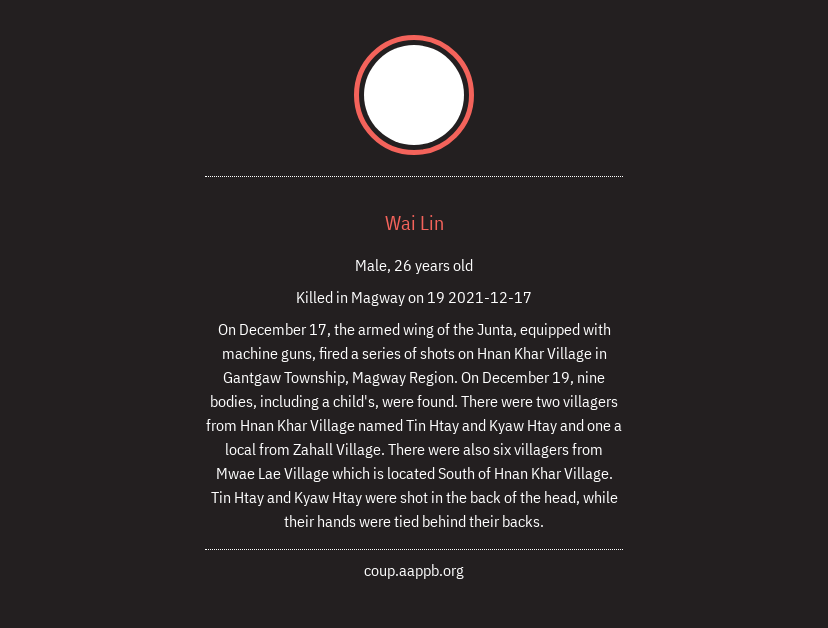 Wai Lin
Male, 26 years old
Killed in Magway on 19 2021-12-17
On December 17, the armed wing of the Junta, equipped with
machine guns, fired a series of shots on Hnan Khar Village in
Gantgaw Township, Magway Region. On December 19, nine
bodies, including a child's, were found. There were two villagers
from Hnan Khar Village named Tin Htay and Kyaw Htay and one a
local from Zahall Village. There were also six villagers from
Mwae Lae Village which is located South of Hnan Khar Village.
Tin Htay and Kyaw Htay were shot in the back of the head, while
their hands were tied behind their backs.
coup.aappb.org